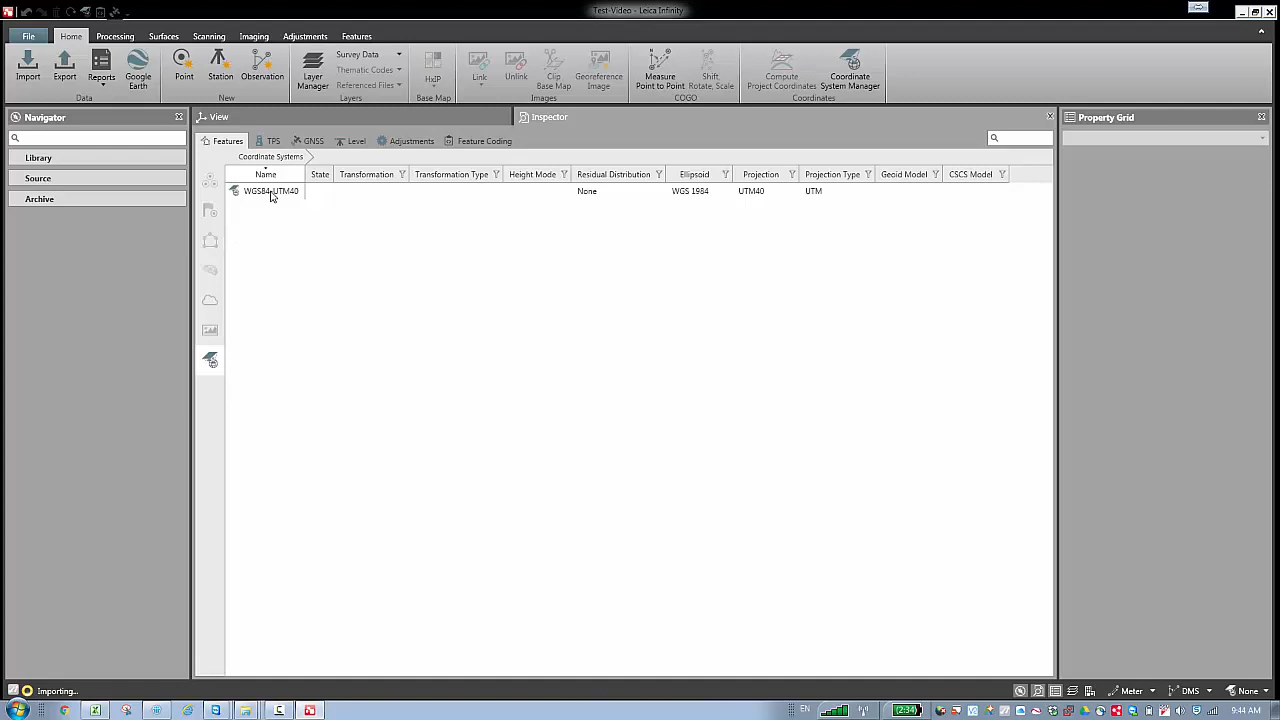 Test-Video - Leica Infinity
File Home Processing Surfaces Scanning Imaging Adjustments Features
Import Export Reports Google Earth Point Station Observation Layer Manager Survey Data Thematic Codes Referenced Files HxIP Link Unlink Clip Base Map Georeference Image Measure Point to Point Shift, Rotate, Scale Compute Project Coordinates Coordinate System Manager
Data New Layers Base Map Images COGO Coordinates
Navigator View Inspector Property Grid
Features TPS GNSS Level Adjustments Feature Coding
Library Coordinate Systems
Source Name State Transformation Transformation Type Height Mode Residual Distribution Ellipsoid Projection Projection Type Geoid Model CSCS Model
Archive WGS84-UTM40 None WGS 1984 UTM40 UTM
Importing... Meter DMS None
EN (2:34) 9:44 AM